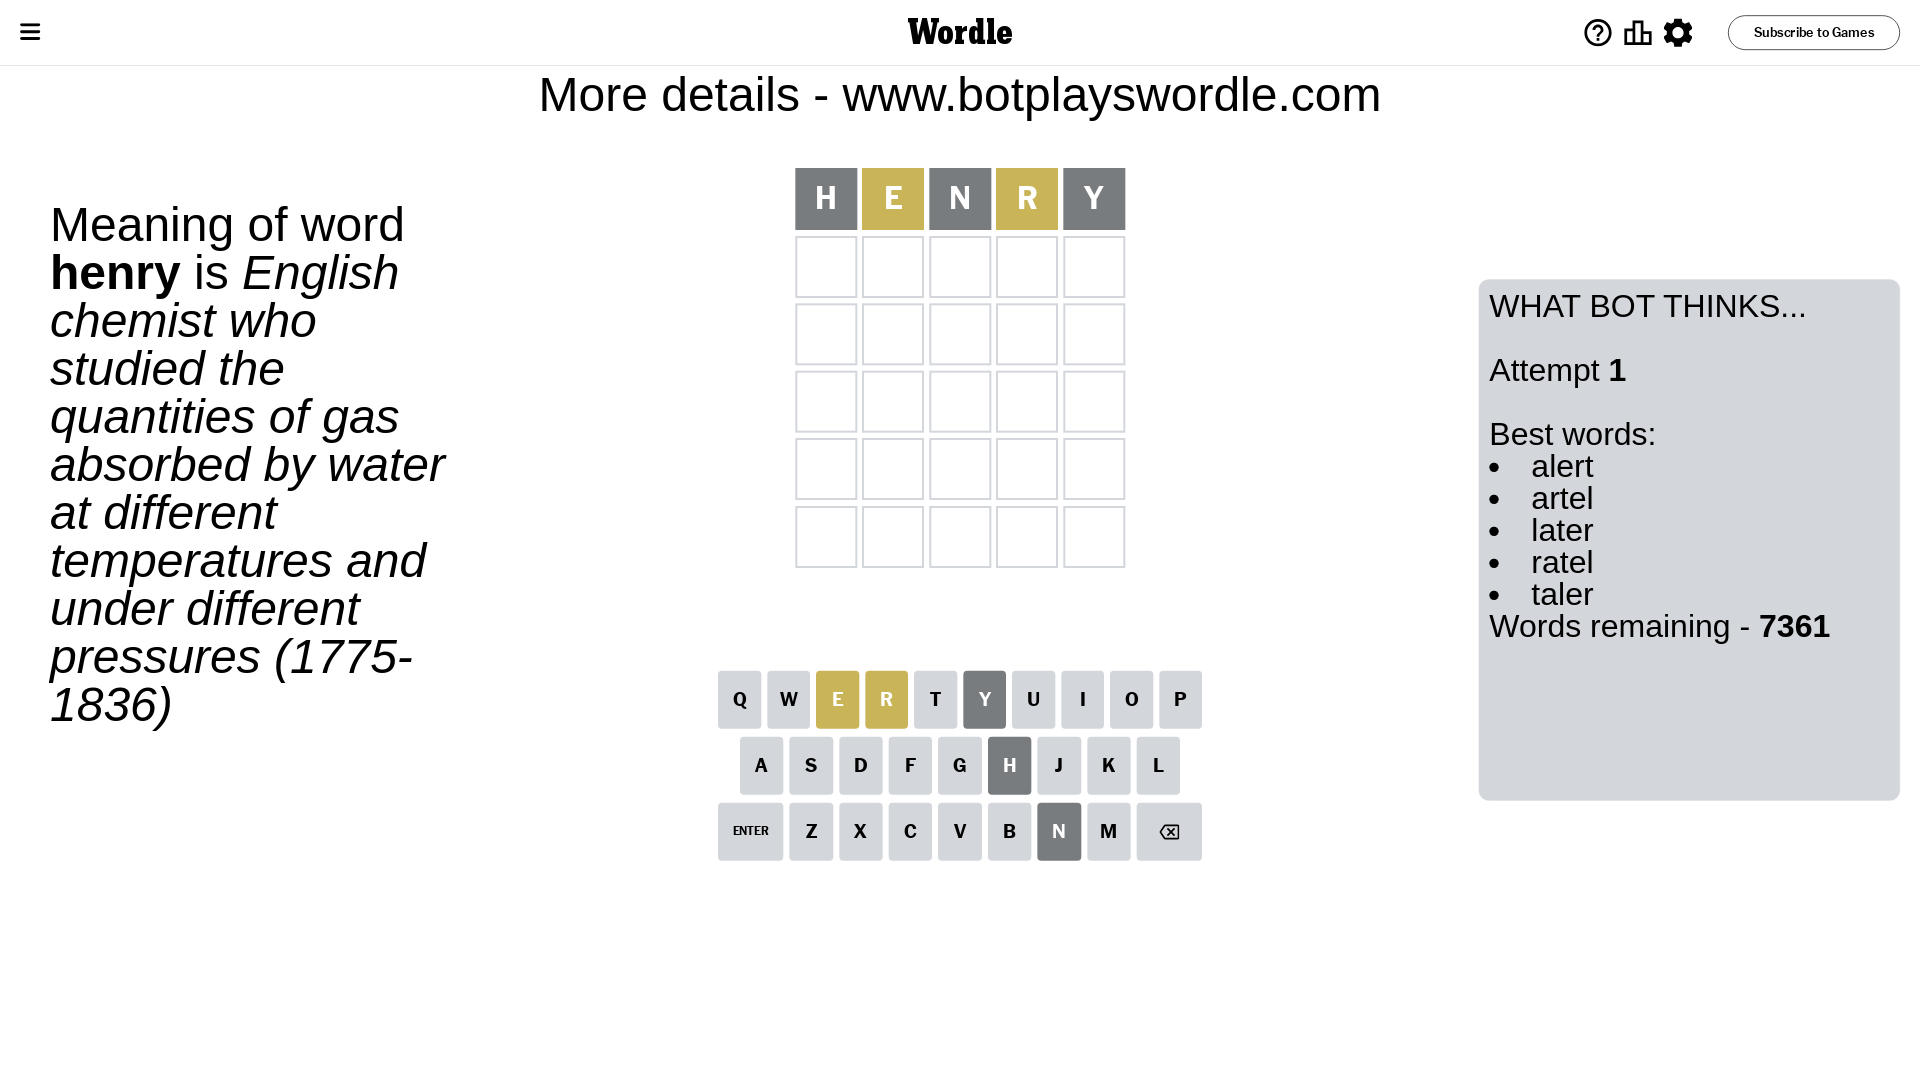 Wordle
Subscribe to Games
More details - www.botplayswordle.com
Meaning of word
henry is English
chemist who
studied the
quantities of gas
absorbed by water
at different
temperatures and
under different
pressures (1775-
1836)
H E N R Y
WHAT BOT THINKS...
Attempt 1
Best words:
• alert
• artel
• later
• ratel
• taler
Words remaining - 7361
Q W E R T Y U I O P
A S D F G H J K L
ENTER Z X C V B N M